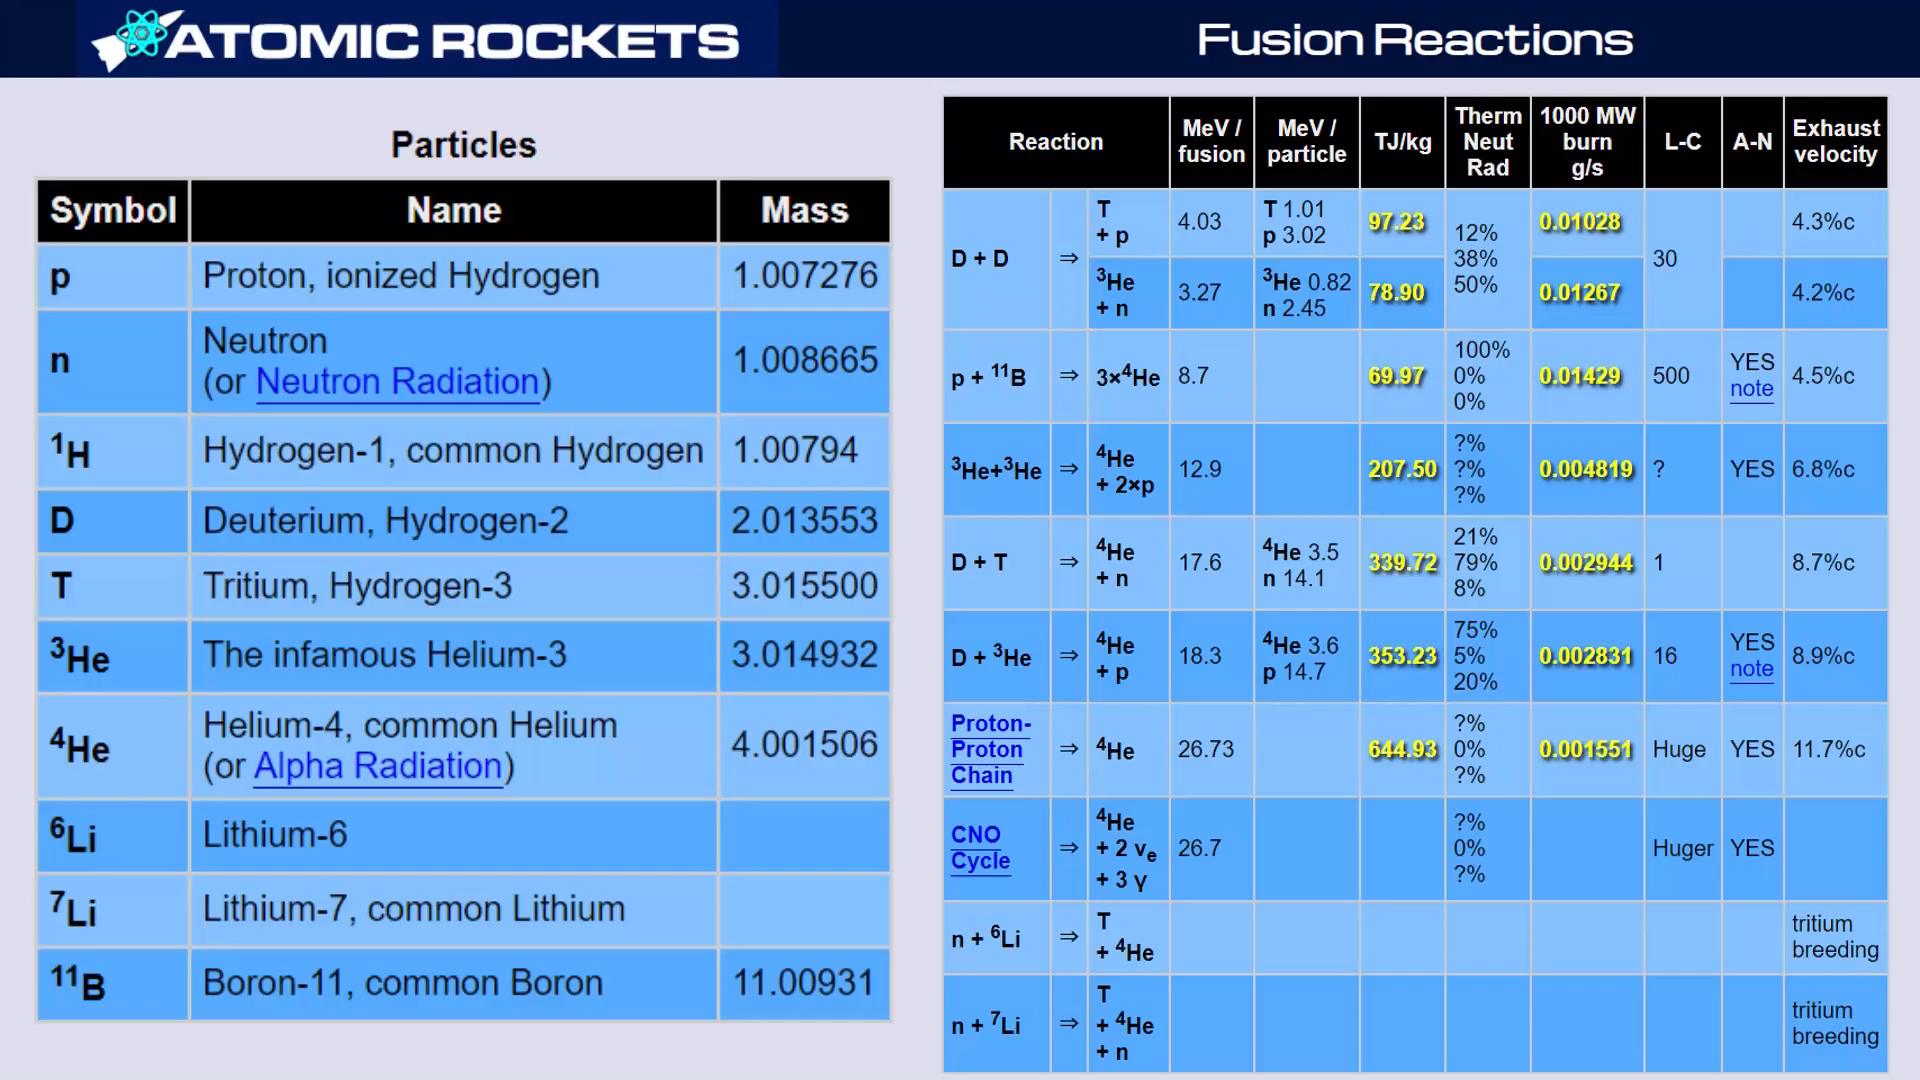 ATOMIC ROCKETS
Fusion Reactions
Particles
Symbol Name Mass
p Proton, ionized Hydrogen 1.007276
n Neutron
(or Neutron Radiation) 1.008665
¹H Hydrogen-1, common Hydrogen 1.00794
D Deuterium, Hydrogen-2 2.013553
T Tritium, Hydrogen-3 3.015500
³He The infamous Helium-3 3.014932
⁴He Helium-4, common Helium
(or Alpha Radiation) 4.001506
⁶Li Lithium-6
⁷Li Lithium-7, common Lithium
¹¹B Boron-11, common Boron 11.00931
Reaction
MeV /
fusion
MeV /
particle
TJ/kg
Therm
Neut
Rad
1000 MW
burn
g/s
L-C
A-N
Exhaust
velocity
D + D ⇒
T
+ p
4.03
T 1.01
p 3.02
97.23
12%
38%
50%
0.01028
30
4.3%c
³He
+ n
3.27
³He 0.82
n 2.45
78.90
0.01267
4.2%c
p + ¹¹B ⇒ 3×⁴He 8.7 69.97
100%
0%
0%
0.01429
500
YES
note
4.5%c
³He+³He ⇒
⁴He
+ 2×p
12.9
207.50
?%
?%
?%
0.004819
?
YES
6.8%c
D + T ⇒
⁴He
+ n
17.6
⁴He 3.5
n 14.1
339.72
21%
79%
8%
0.002944
1
8.7%c
D + ³He ⇒
⁴He
+ p
18.3
⁴He 3.6
p 14.7
353.23
75%
5%
20%
0.002831
16
YES
note
8.9%c
Proton-
Proton
Chain
⇒
⁴He
26.73
644.93
?%
0%
?%
0.001551
Huge
YES
11.7%c
CNO
Cycle
⇒
⁴He
+ 2 νₑ
+ 3 γ
26.7
?%
0%
?%
Huger
YES
n + ⁶Li ⇒
T
+ ⁴He
tritium
breeding
n + ⁷Li ⇒
T
+ ⁴He
+ n
tritium
breeding